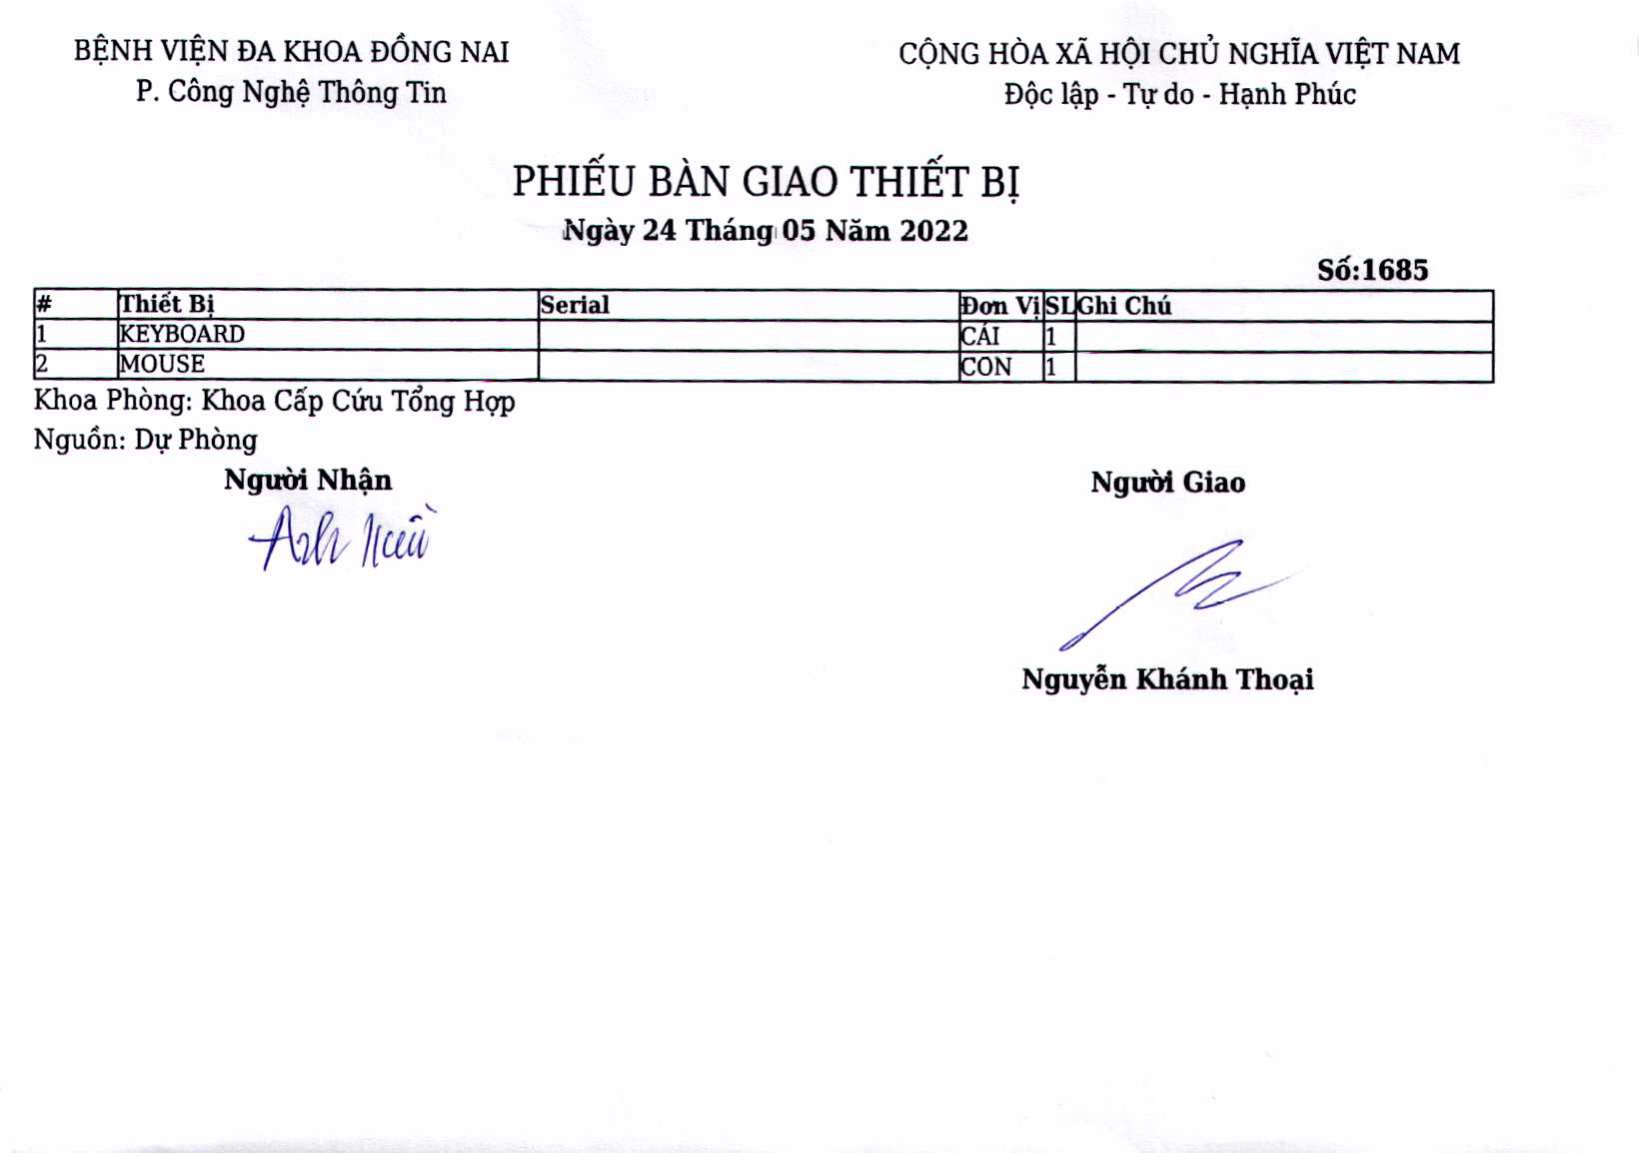 BỆNH VIỆN ĐA KHOA ĐỒNG NAI
P. Công Nghệ Thông Tin
CỘNG HÒA XÃ HỘI CHỦ NGHĨA VIỆT NAM
Độc lập - Tự do - Hạnh Phúc
PHIẾU BÀN GIAO THIẾT BỊ
Ngày 24 Tháng 05 Năm 2022
Số:1685
# Thiết Bị Serial Đơn Vị SL Ghi Chú
1 KEYBOARD CÁI 1
2 MOUSE CON 1
Khoa Phòng: Khoa Cấp Cứu Tổng Hợp
Nguồn: Dự Phòng
Người Nhận
Người Giao
Anh
Nguyễn Khánh Thoại